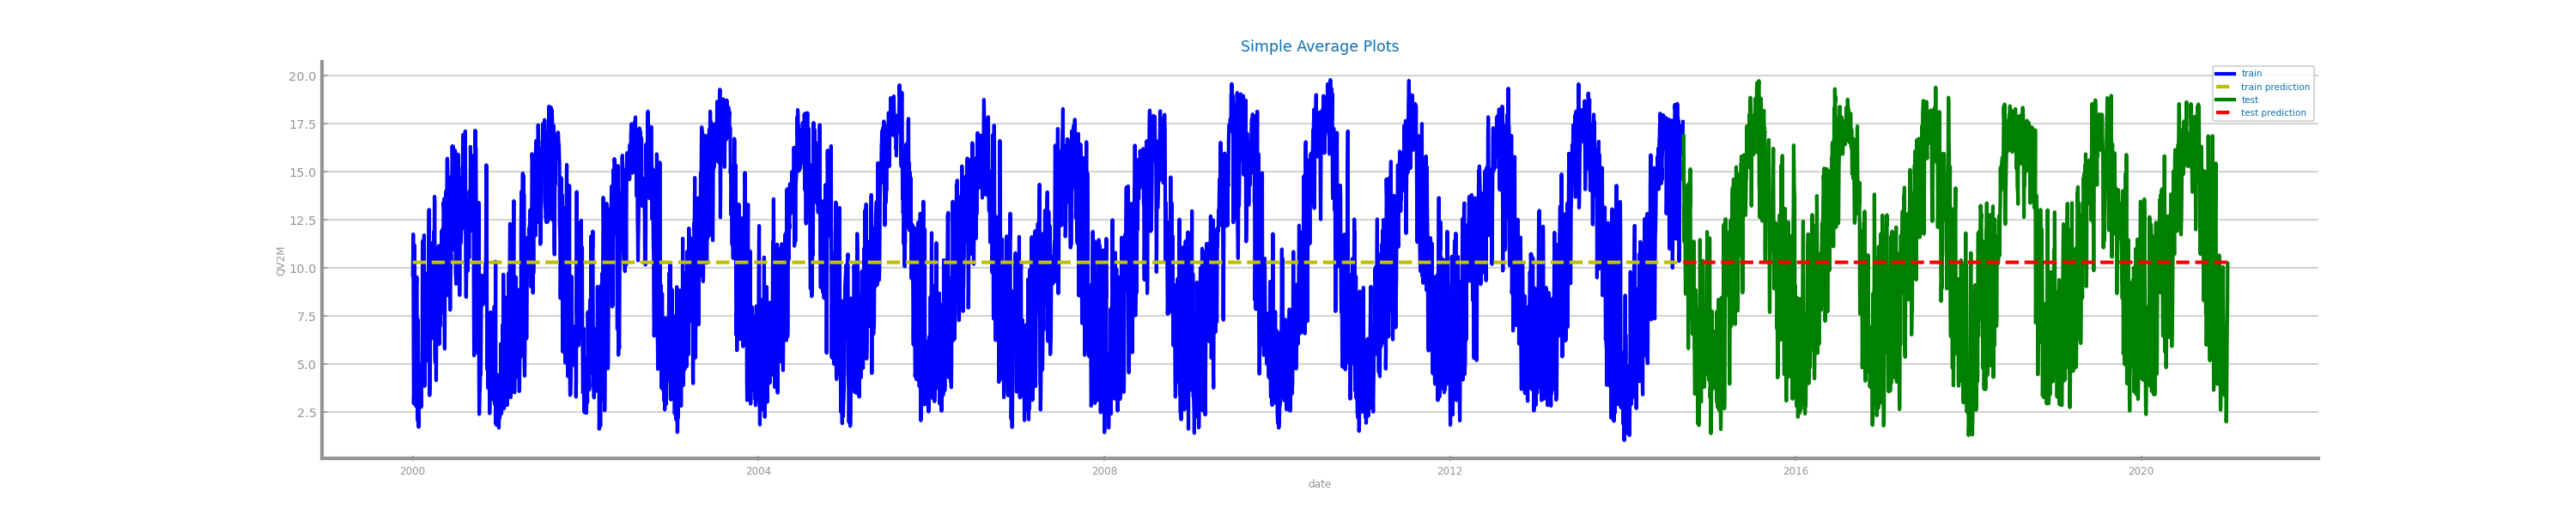 Simple Average Plots
20.0
17.5
15.0
12.5
10.0
7.5
5.0
2.5
QV2M
train
train prediction
test
test prediction
2000
2004
2008
2012
2016
2020
date